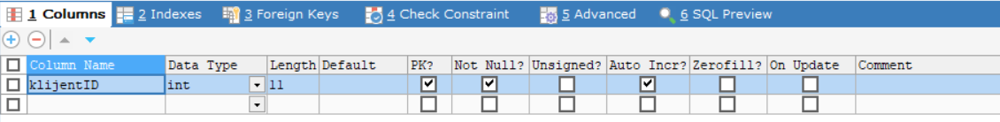 1 Columns 2 Indexes 3 Foreign Keys 4 Check Constraint 5 Advanced 6 SQL Preview
Column Name Data Type Length Default PK? Not Null? Unsigned? Auto Incr? Zerofill? On Update Comment
klijentID int 11